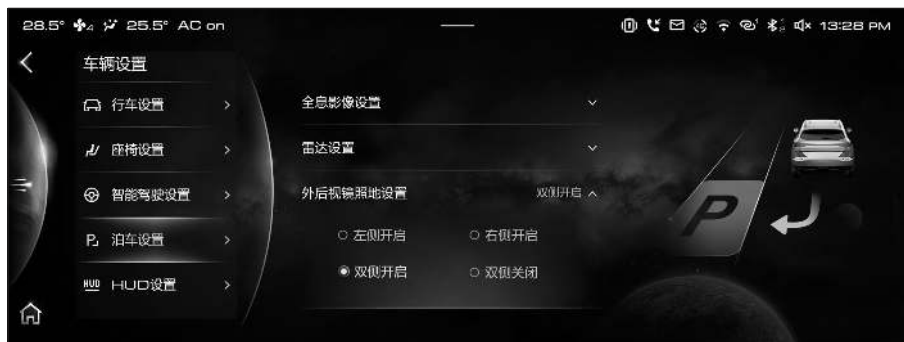 28.5° 4 25.5° AC on
13:28 PM
车辆设置
行车设置
座椅设置
智能驾驶设置
泊车设置
HUD HUD设置
全息影像设置
雷达设置
外后视镜照地设置 双侧开启
左侧开启 右侧开启
双侧开启 双侧关闭
P